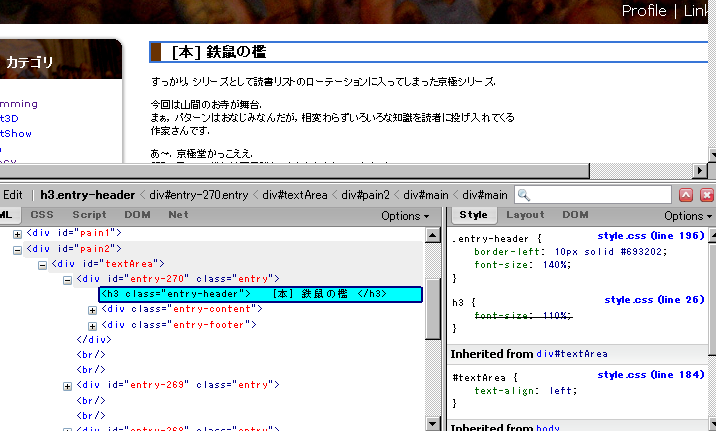 Profile | Link
カテゴリ
[本] 鉄鼠の檻
すっかり, シリーズとして読書リストのローテーションに入ってしまった京極シリーズ.
mming
t3D
tShow
今回は山間のお寺が舞台.
まぁ, パターンはおなじみなんだが, 相変わらずいろいろな知識を読者に投げ入れてくる
作家さんです.
あ〜. 京極堂かっこええ.
Edit | h3.entry-header < div#entry-270.entry < div#textArea < div#pain2 < div#main < div#main
ML CSS Script DOM Net Options
Style Layout DOM Options
<div id="pain1">
<div id="pain2">
<div id="textArea">
<div id="entry-270" class="entry">
<h3 class="entry-header"> [本] 鉄鼠の檻 </h3>
<div class="entry-content">
<div class="entry-footer">
</div>
<br/>
<br/>
<div id="entry-269" class="entry">
<br/>
<br/>
<div id="entry-268" class="entry">
.entry-header { style.css (line 196)
border-left: 10px solid #693202;
font-size: 140%;
}
h3 { style.css (line 26)
font-size: 110%;
}
Inherited from div#textArea
#textArea { style.css (line 184)
text-align: left;
}
Inherited from body